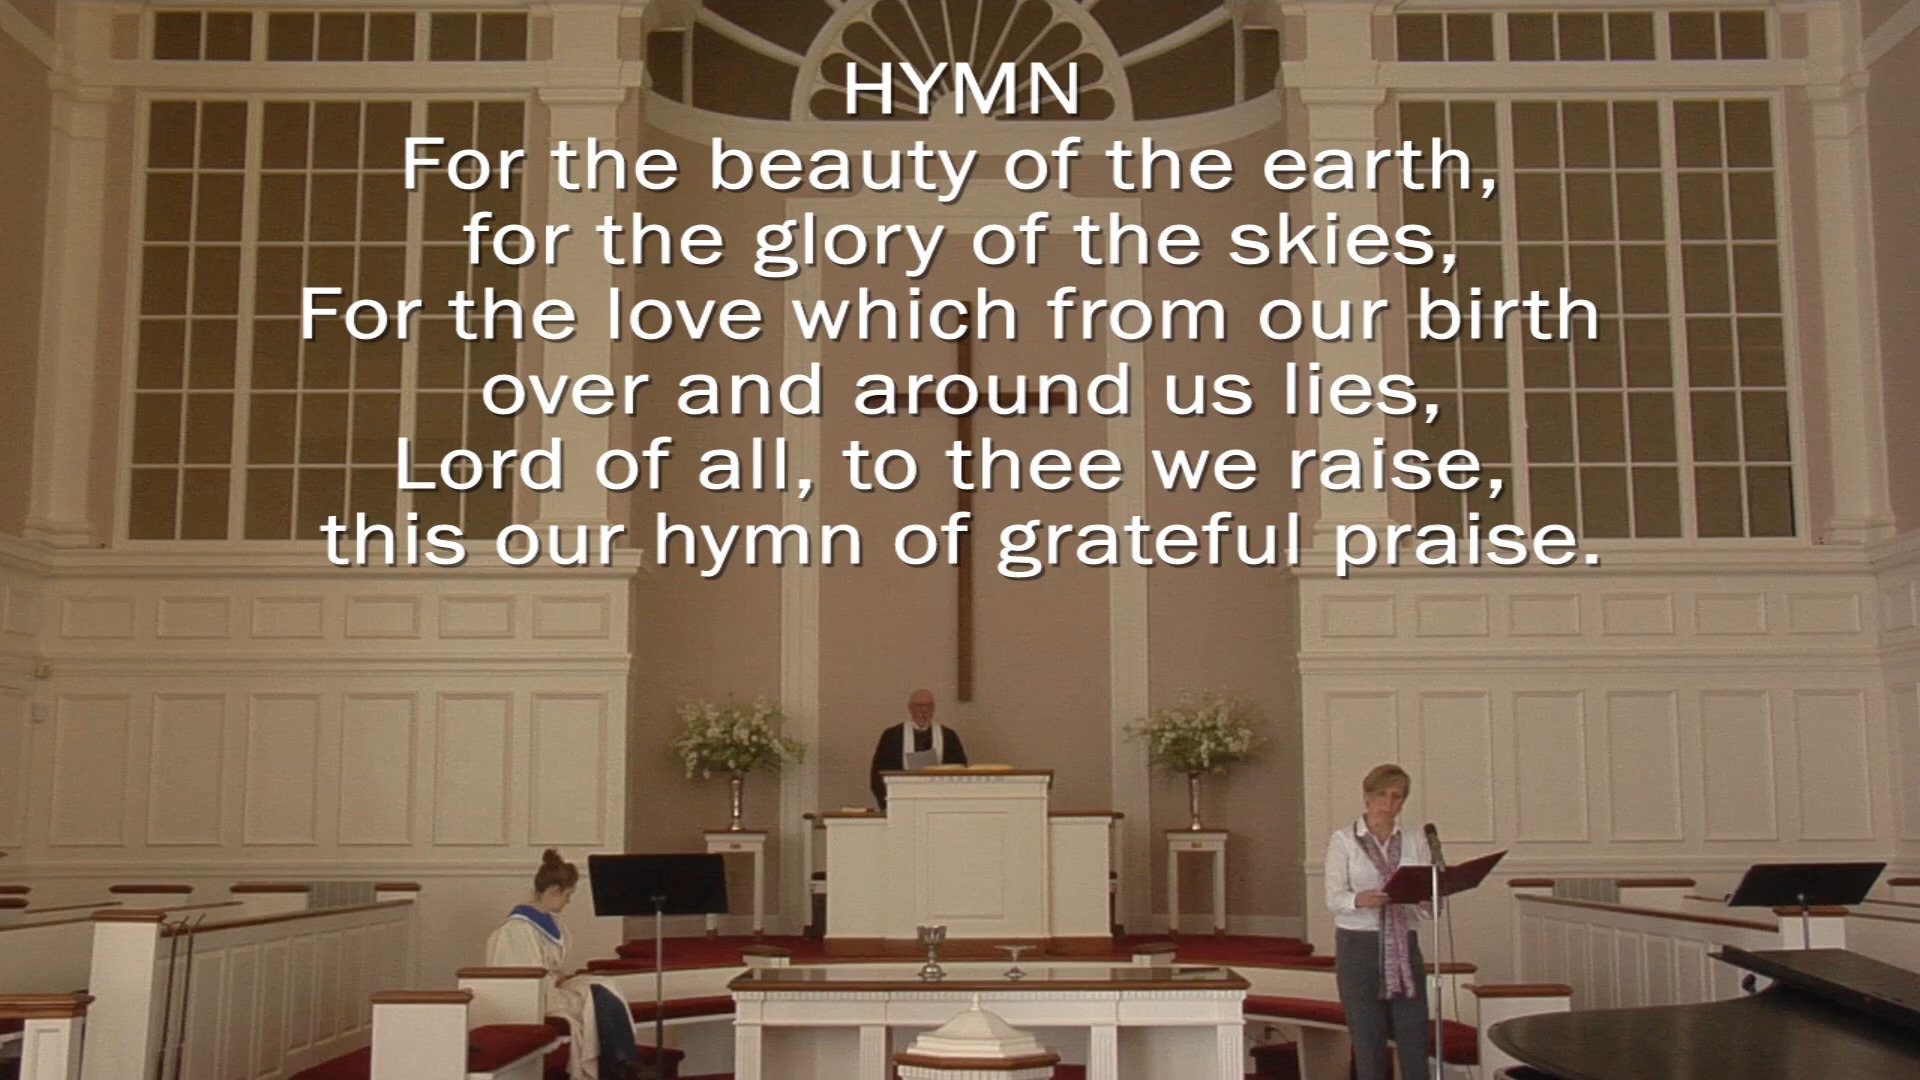 HYMN
For the beauty of the earth,
for the glory of the skies,
For the love which from our birth
over and around us lies,
Lord of all, to thee we raise,
this our hymn of grateful praise.